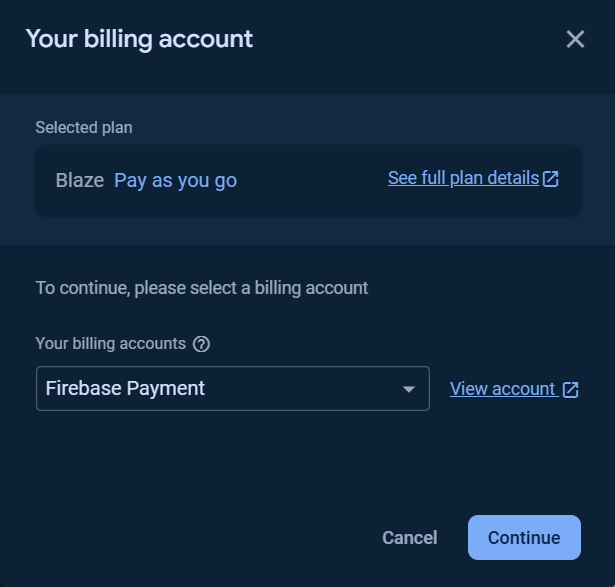 Your billing account
Selected plan
Blaze Pay as you go
See full plan details
To continue, please select a billing account
Your billing accounts
Firebase Payment
View account
Cancel
Continue